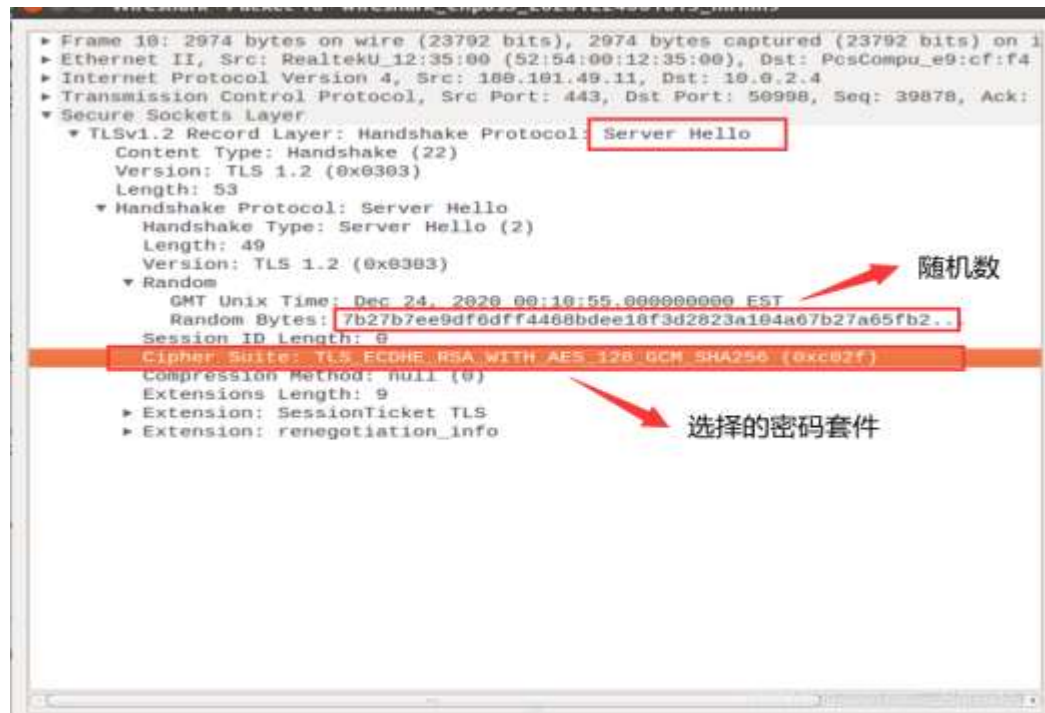 ▸ Frame 10: 2974 bytes on wire (23792 bits), 2974 bytes captured (23792 bits) on i
▸ Ethernet II, Src: RealtekU_12:35:00 (52:54:00:12:35:00), Dst: PcsCompu_e9:cf:f4
▸ Internet Protocol Version 4, Src: 180.101.49.11, Dst: 10.0.2.4
▸ Transmission Control Protocol, Src Port: 443, Dst Port: 50998, Seq: 39878, Ack:
▾ Secure Sockets Layer
▾ TLSv1.2 Record Layer: Handshake Protocol: Server Hello
Content Type: Handshake (22)
Version: TLS 1.2 (0x0303)
Length: 53
▾ Handshake Protocol: Server Hello
Handshake Type: Server Hello (2)
Length: 49
Version: TLS 1.2 (0x0303)
随机数
▾ Random
GMT Unix Time: Dec 24, 2020 00:10:55.000000000 EST
Random Bytes: 7b27b7ee9df6dff4468bdee18f3d2823a104a67b27a65fb2...
Session ID Length: 0
Cipher Suite: TLS_ECDHE_RSA_WITH_AES_128_GCM_SHA256 (0xc02f)
Compression Method: null (0)
Extensions Length: 9
▸ Extension: SessionTicket TLS
▸ Extension: renegotiation_info
选择的密码套件